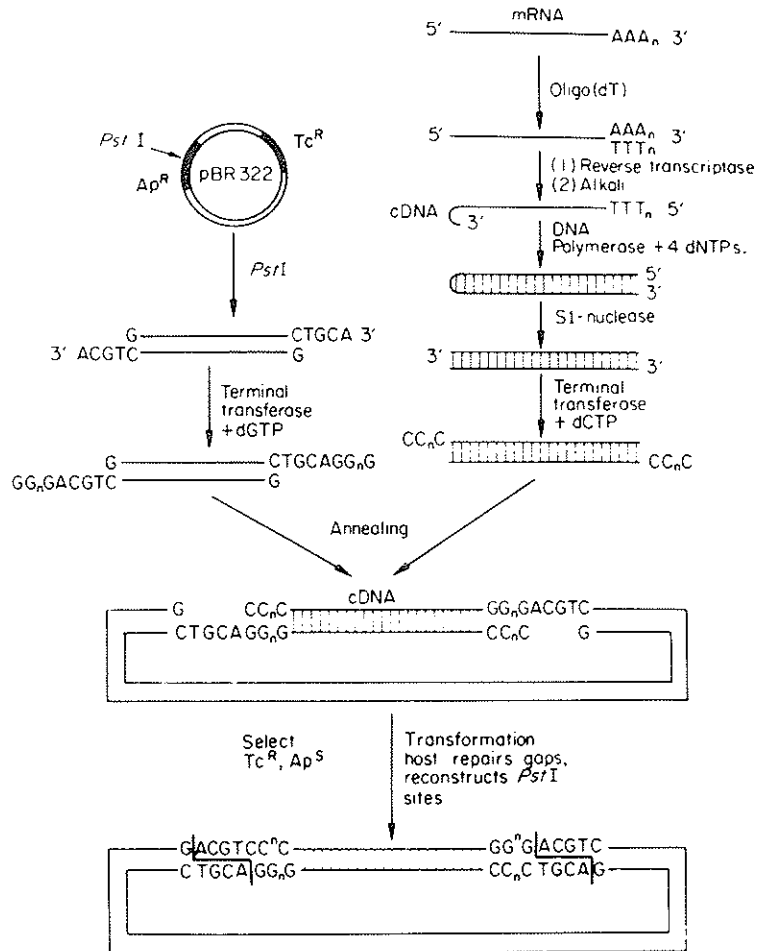 mRNA
5′ AAAₙ 3′
Oligo(dT)
5′ AAAₙ 3′
TTTₙ
(1) Reverse transcriptase
(2) Alkali
cDNA 3′ TTTₙ 5′
DNA
Polymerase + 4 dNTPs.
5′
3′
S1-nuclease
3′ 3′
Terminal
transferase
+ dCTP
CCₙC
CCₙC
Pst I
Tcᴿ
Apᴿ
pBR322
PstI
G CTGCA 3′
3′ ACGTC G
Terminal
transferase
+dGTP
G CTGCAGGₙG
GGₙGACGTC G
Annealing
cDNA
G CCₙC GGₙGACGTC
CTGCAGGₙG CCₙC G
Select
Tcᴿ, Apˢ
Transformation
host repairs gaps,
reconstructs PstI
sites
GACGTCCⁿC GGⁿGACGTC
CTGCAGGₙG CCₙCTGCAG